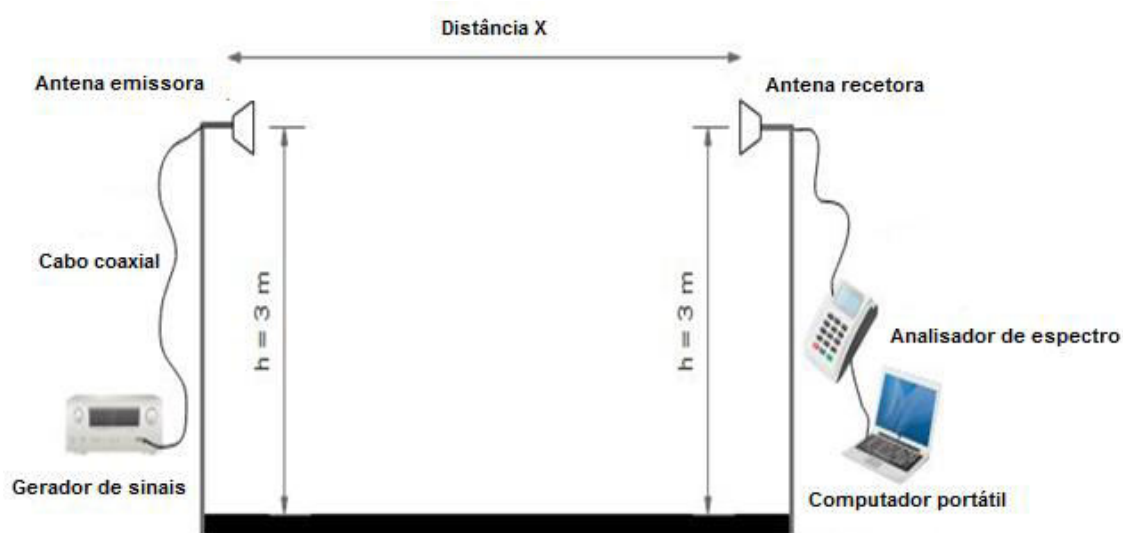 Distância X
Antena emissora
Antena recetora
Cabo coaxial
h = 3 m
h = 3 m
Analisador de espectro
Gerador de sinais
Computador portátil